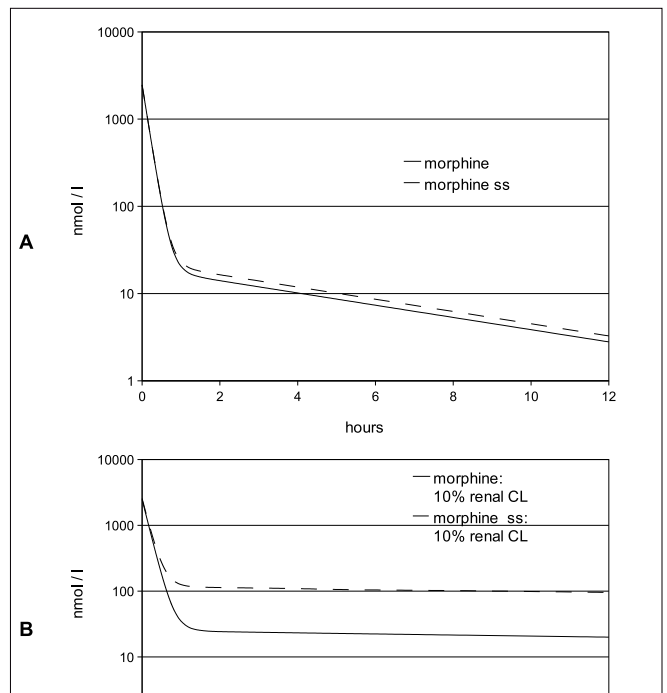 10000
1000
100
10
1
nmol / l
A
morphine
morphine ss
0 2 4 6 8 10 12
hours
10000
1000
100
10
nmol / l
B
morphine:
10% renal CL
morphine ss:
10% renal CL